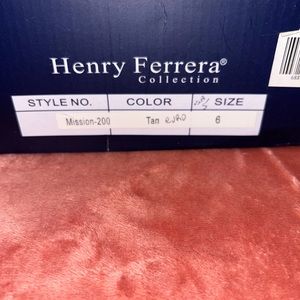 Henry Ferrera®
Collection
STYLE NO. COLOR SIZE
Mission-200 Tan euro 6